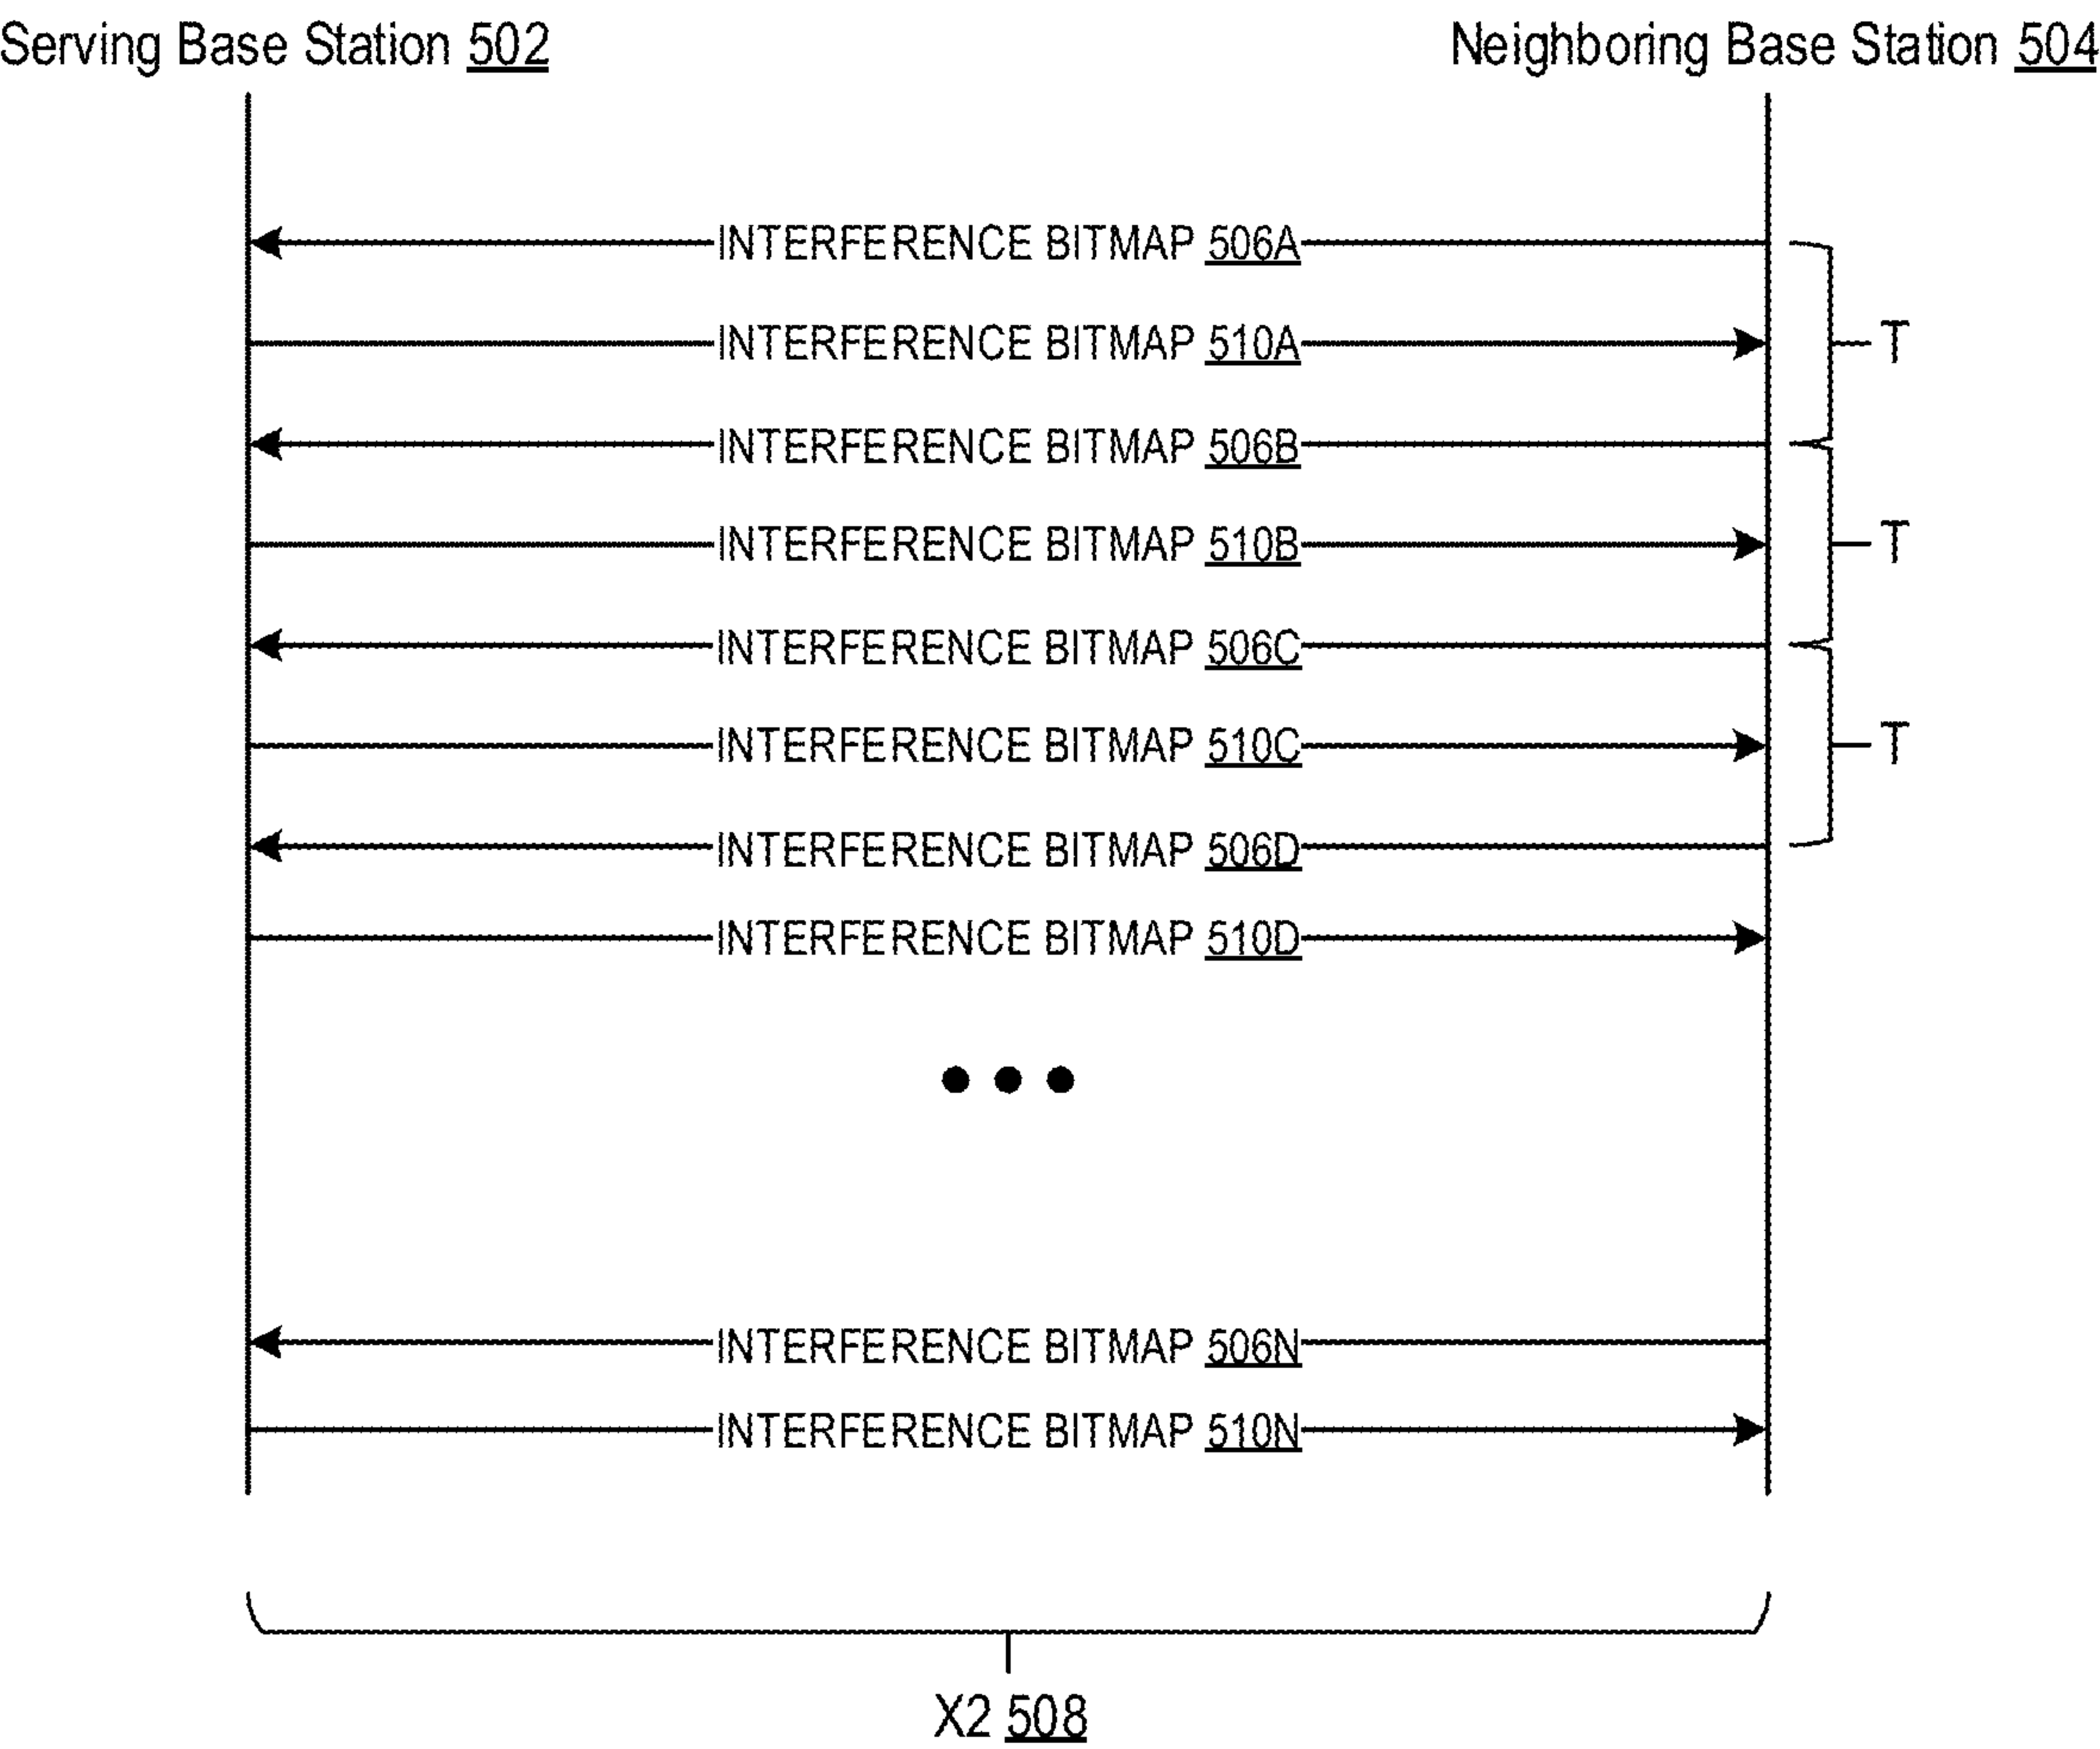 Serving Base Station 502
Neighboring Base Station 504
INTERFERENCE BITMAP 506A
INTERFERENCE BITMAP 510A
T
INTERFERENCE BITMAP 506B
INTERFERENCE BITMAP 510B
T
INTERFERENCE BITMAP 506C
INTERFERENCE BITMAP 510C
T
INTERFERENCE BITMAP 506D
INTERFERENCE BITMAP 510D
INTERFERENCE BITMAP 506N
INTERFERENCE BITMAP 510N
X2 508